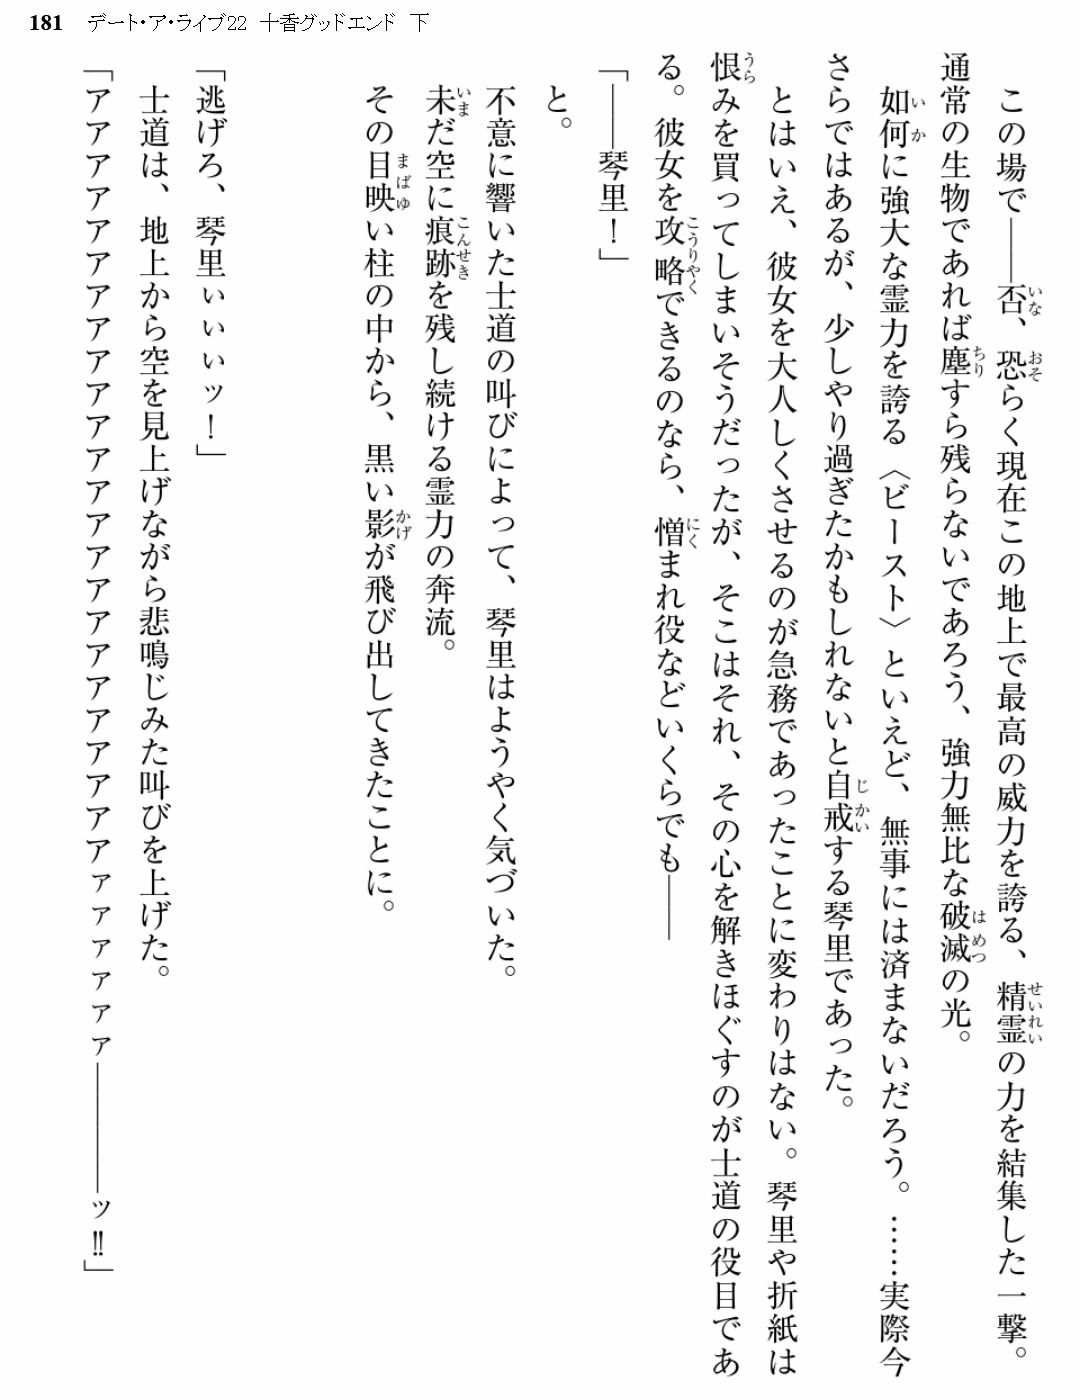 181 デート・ア・ライブ22 十香グッドエンド 下
この場で――否、恐らく現在この地上で最高の威力を誇る、精霊の力を結集した一撃。
通常の生物であれば塵すら残らないであろう、強力無比な破滅の光。
如何に強大な霊力を誇る〈ビースト〉といえど、無事には済まないだろう。……実際今
さらではあるが、少しやり過ぎたかもしれないと自戒する琴里であった。
とはいえ、彼女を大人しくさせるのが急務であったことに変わりはない。琴里や折紙は
恨みを買ってしまいそうだったが、そこはそれ、その心を解きほぐすのが士道の役目であ
る。彼女を攻略できるのなら、憎まれ役などいくらでも――
「――琴里！」
と。
不意に響いた士道の叫びによって、琴里はようやく気づいた。
未だ空に痕跡を残し続ける霊力の奔流。
その目映い柱の中から、黒い影が飛び出してきたことに。
「逃げろ、琴里ぃぃぃッ！」
士道は、地上から空を見上げながら悲鳴じみた叫びを上げた。
「アアアアアアアアアアアアアアアアアアアアアアアアァァァァァァ――――ッ!!」